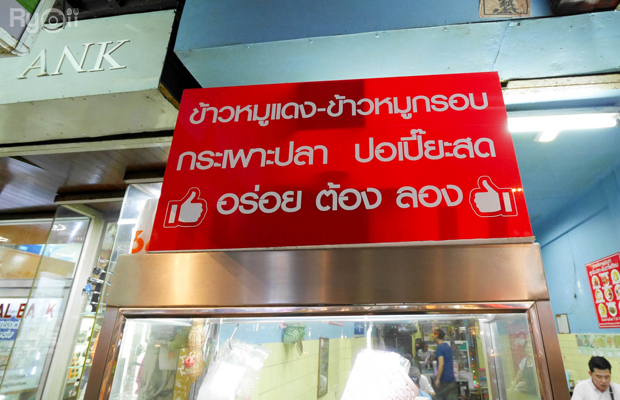 Ryoii
ANK
ข้าวหมูแดง-ข้าวหมูกรอบ
กระเพาะปลา ปอเปี๊ยะสด
อร่อย ต้อง ลอง